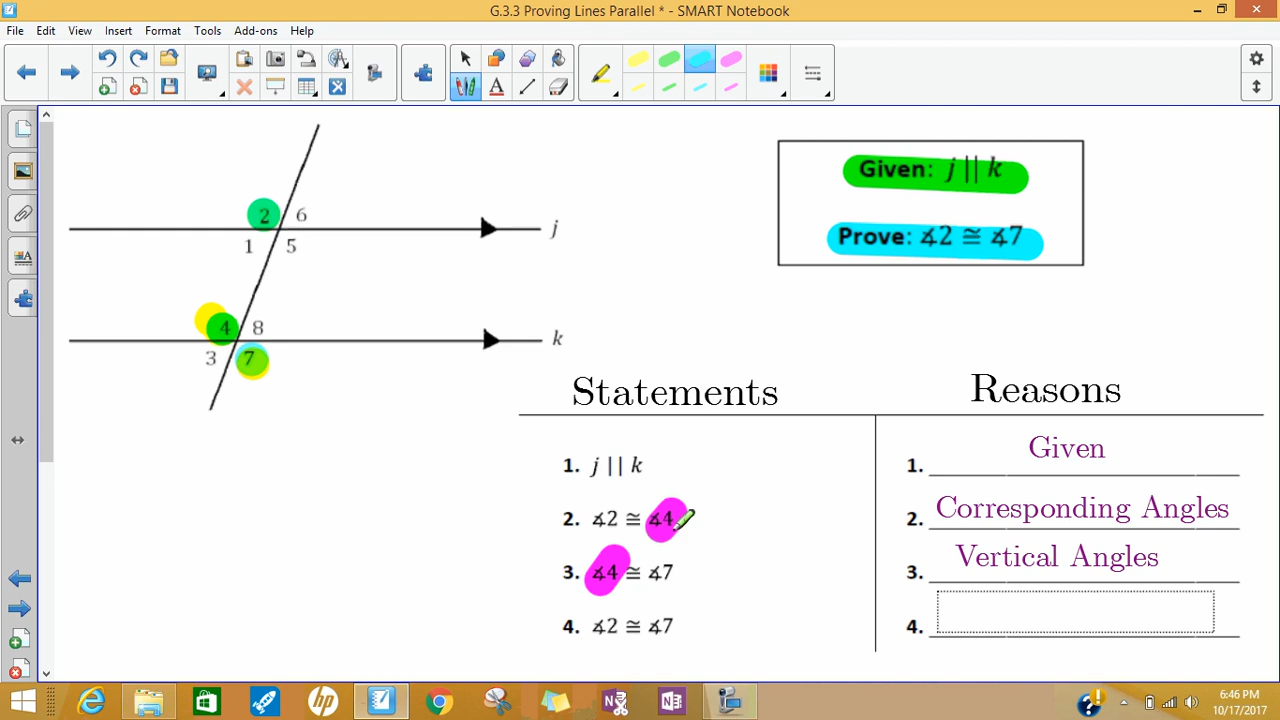 G.3.3 Proving Lines Parallel * - SMART Notebook
File Edit View Insert Format Tools Add-ons Help
2 6
1 5
j
4 8
3 7
k
Given: j || k
Prove: ∡2 ≅ ∡7
Statements Reasons
1. j || k 1. Given
2. ∡2 ≅ ∡4 2. Corresponding Angles
3. ∡4 ≅ ∡7 3. Vertical Angles
4. ∡2 ≅ ∡7 4.
6:46 PM
10/17/2017